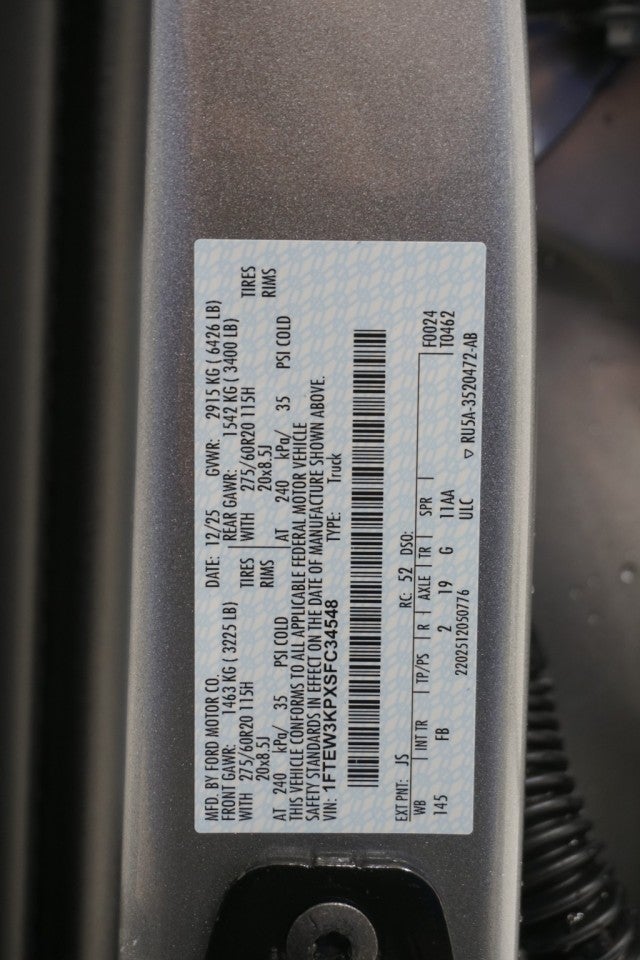 MFD. BY FORD MOTOR CO. DATE: 12/25 GVWR: 2915 KG ( 6426 LB)
FRONT GAWR: 1463 KG ( 3225 LB) REAR GAWR: 1542 KG ( 3400 LB)
WITH 275/60R20 115H TIRES WITH 275/60R20 115H TIRES
20x8.5J RIMS 20x8.5J RIMS
AT 240 kPa/ 35 PSI COLD AT 240 kPa/ 35 PSI COLD
THIS VEHICLE CONFORMS TO ALL APPLICABLE FEDERAL MOTOR VEHICLE
SAFETY STANDARDS IN EFFECT ON THE DATE OF MANUFACTURE SHOWN ABOVE.
VIN: 1FTEW3KPXSFC34548 TYPE: Truck
EXT PNT: JS RC: 52 DSO: F0024
WB INT TR TP/PS R AXLE TR SPR T0462
145 FB 2 19 G 11AA
ULC
2202512050776 ▽ RU5A-3520472-AB